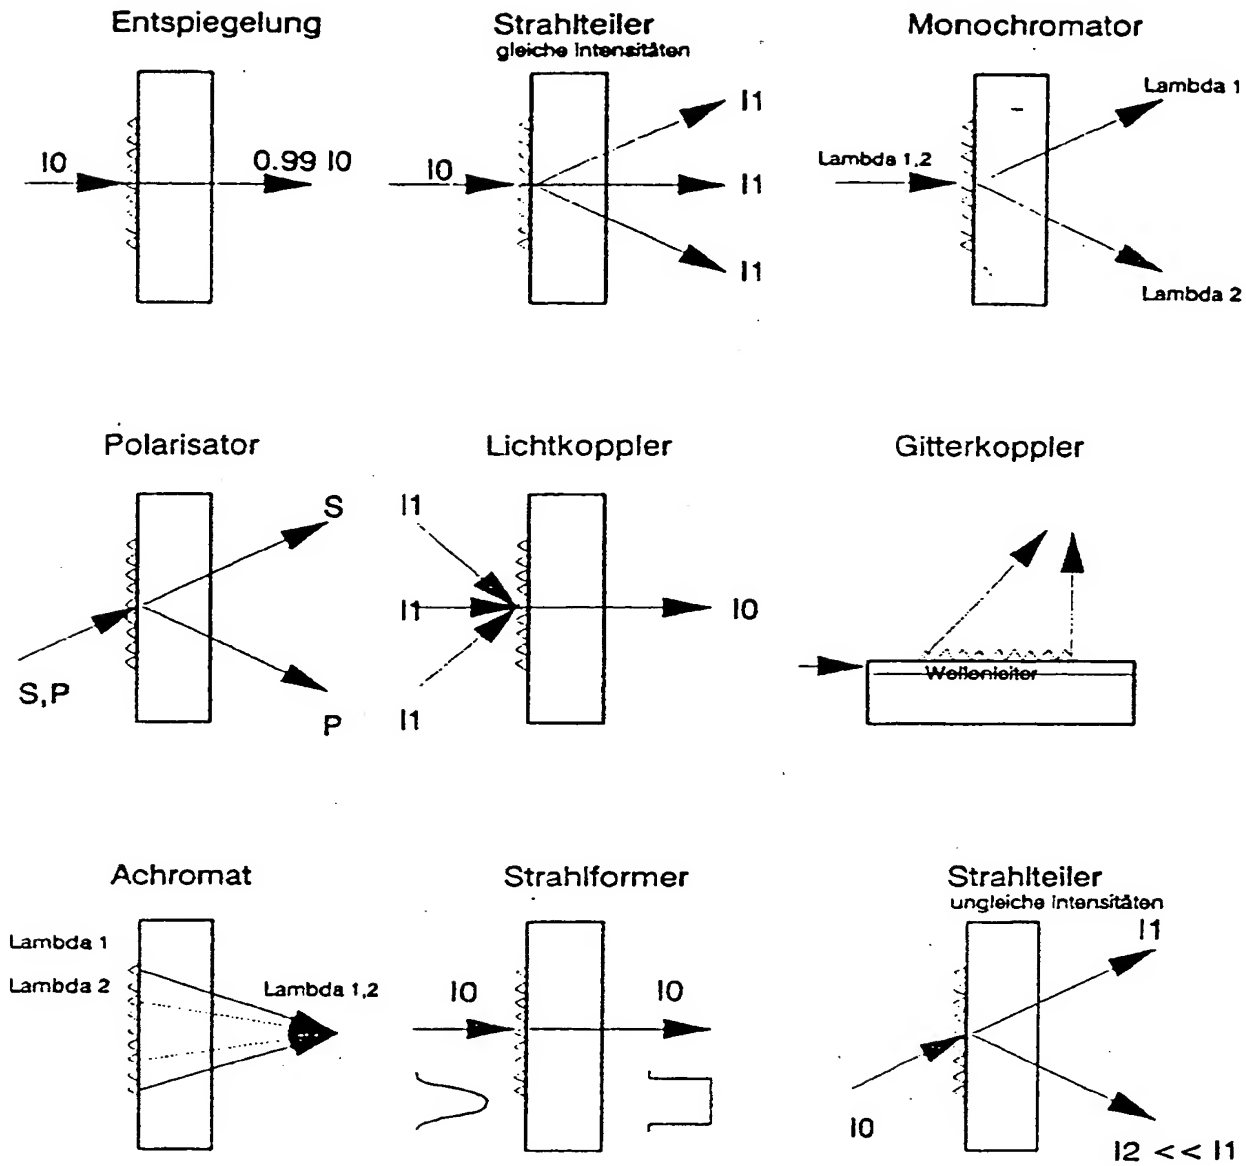 Entspiegelung
I0
0.99 I0
Strahlteiler
gleiche Intensitäten
I0
I1
I1
I1
Monochromator
Lambda 1,2
Lambda 1
Lambda 2
Polarisator
S,P
S
P
Lichtkoppler
I1
I1
I1
I0
Gitterkoppler
Wellenleiter
Achromat
Lambda 1
Lambda 2
Lambda 1,2
Strahlformer
I0
I0
Strahlteiler
ungleiche Intensitäten
I0
I1
I2 << I1